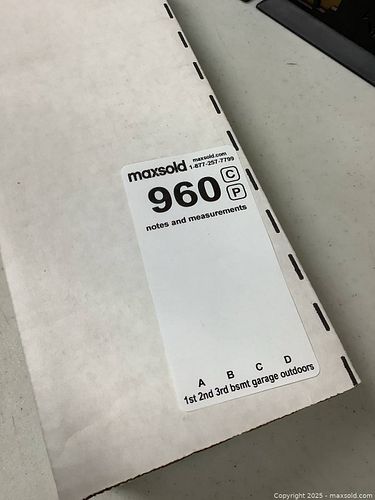 maxsold maxsold.com
1-877-257-7799
960 C
P
notes and measurements
A B C D
1st 2nd 3rd bsmt garage outdoors
Copyright 2025 - maxsold.com